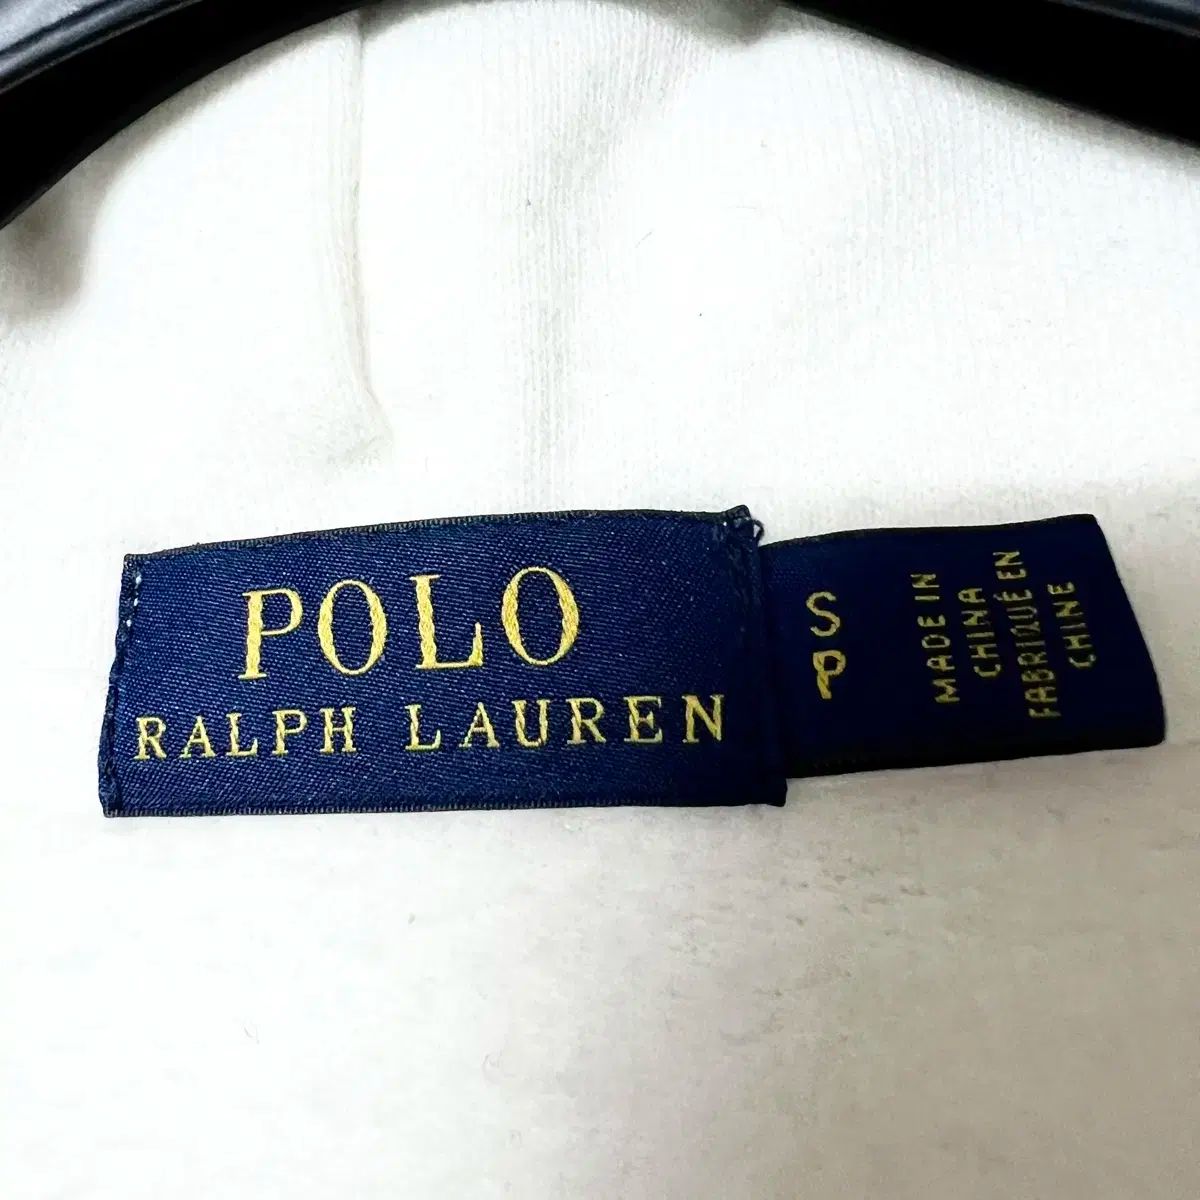 POLO
RALPH LAUREN
S
P
MADE IN
CHINA
FABRIQUÉ EN
CHINE